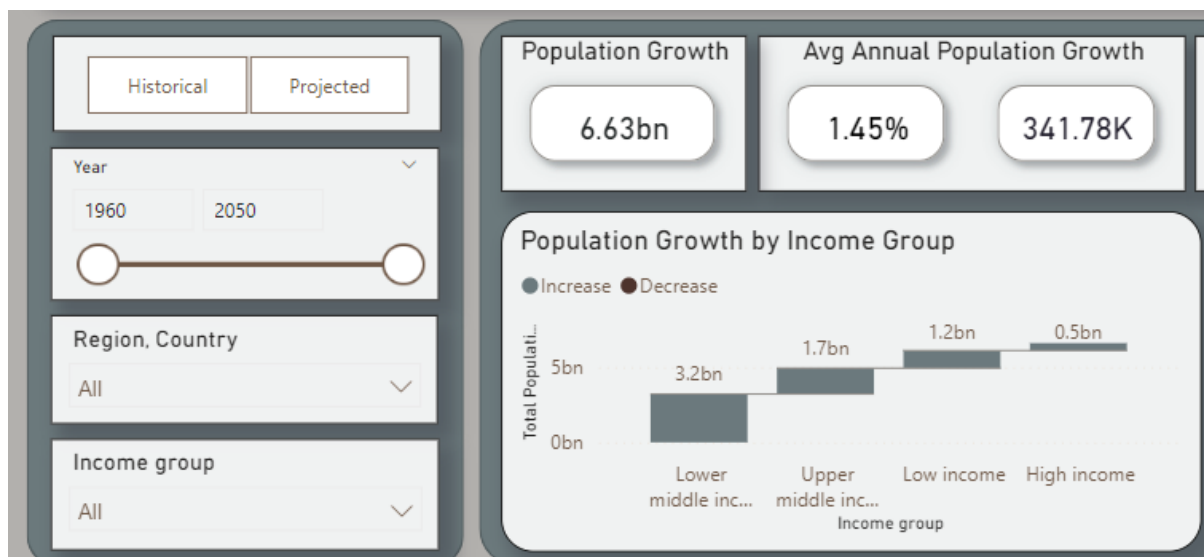 Historical
Projected
Year
1960
2050
Region, Country
All
Income group
All
Population Growth
6.63bn
Avg Annual Population Growth
1.45%
341.78K
Population Growth by Income Group
Increase
Decrease
Total Populati...
5bn
0bn
3.2bn
1.7bn
1.2bn
0.5bn
Lower
middle inc...
Upper
middle inc...
Low income
High income
Income group